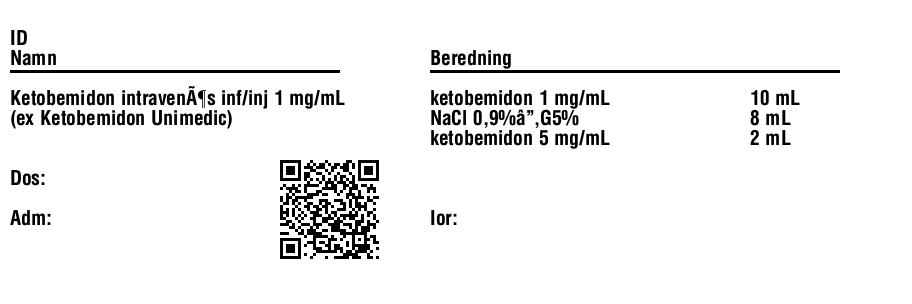 ID
Namn
Beredning
Ketobemidon intravenÃ¶s inf/inj 1 mg/mL
(ex Ketobemidon Unimedic)
ketobemidon 1 mg/mL 10 mL
NaCl 0,9%â”‚G5% 8 mL
ketobemidon 5 mg/mL 2 mL
Dos:
Adm:
Ior: